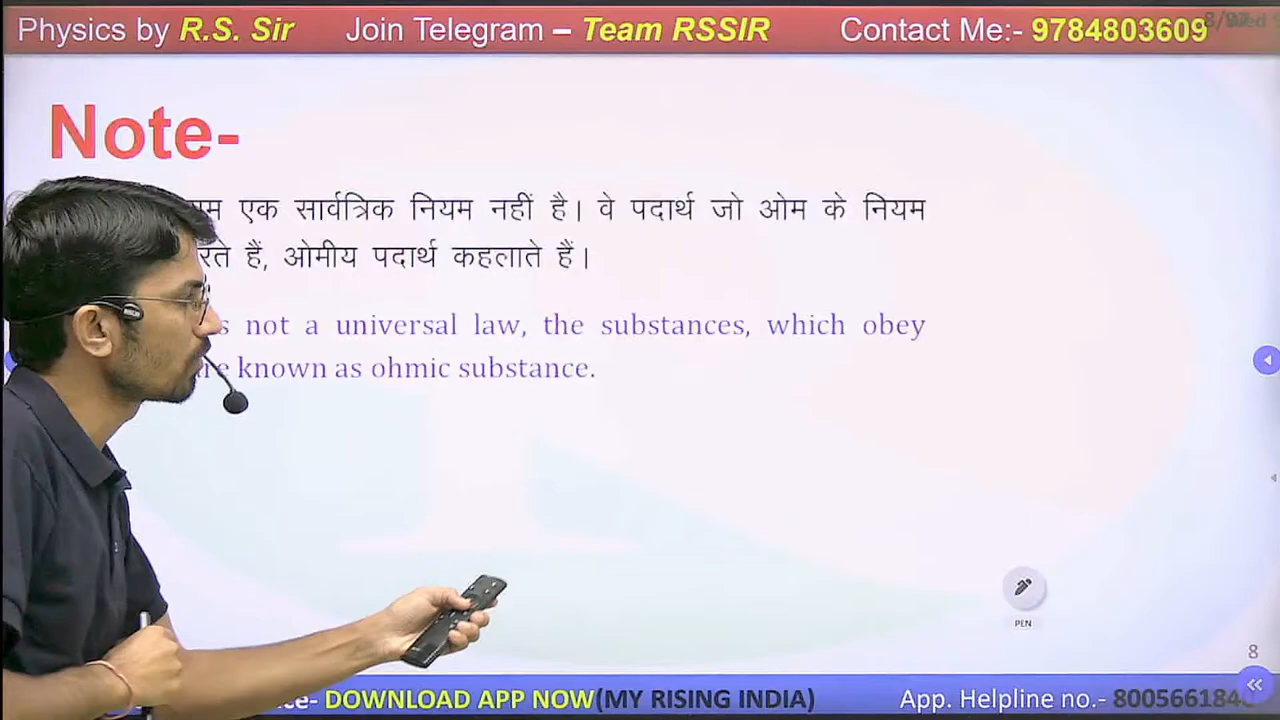 Physics by R.S. Sir Join Telegram – Team RSSIR Contact Me:- 9784803609
Note-
एक सार्वत्रिक नियम नहीं है। वे पदार्थ जो ओम के नियम
हैं, ओमीय पदार्थ कहलाते हैं।
not a universal law, the substances, which obey
known as ohmic substance.
PEN
8
DOWNLOAD APP NOW(MY RISING INDIA) App. Helpline no.-